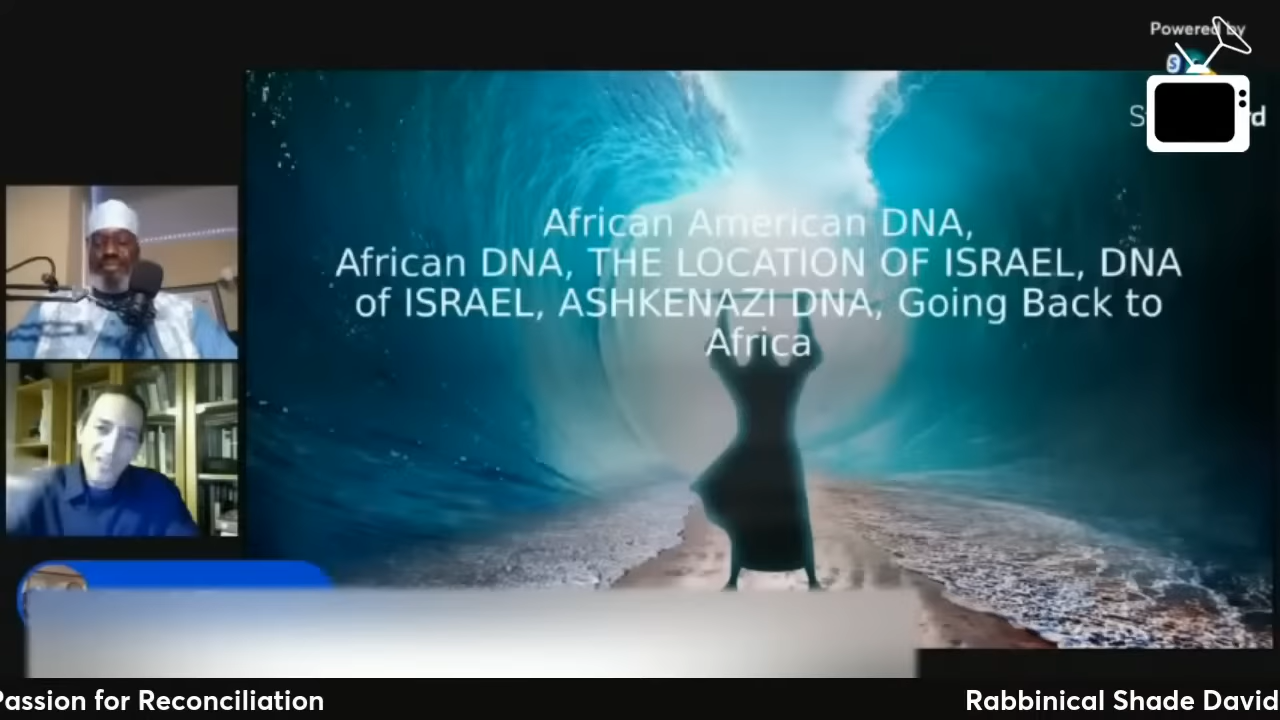 Powered by
African American DNA,
African DNA, THE LOCATION OF ISRAEL, DNA
of ISRAEL, ASHKENAZI DNA, Going Back to
Africa
Passion for Reconciliation
Rabbinical Shade David